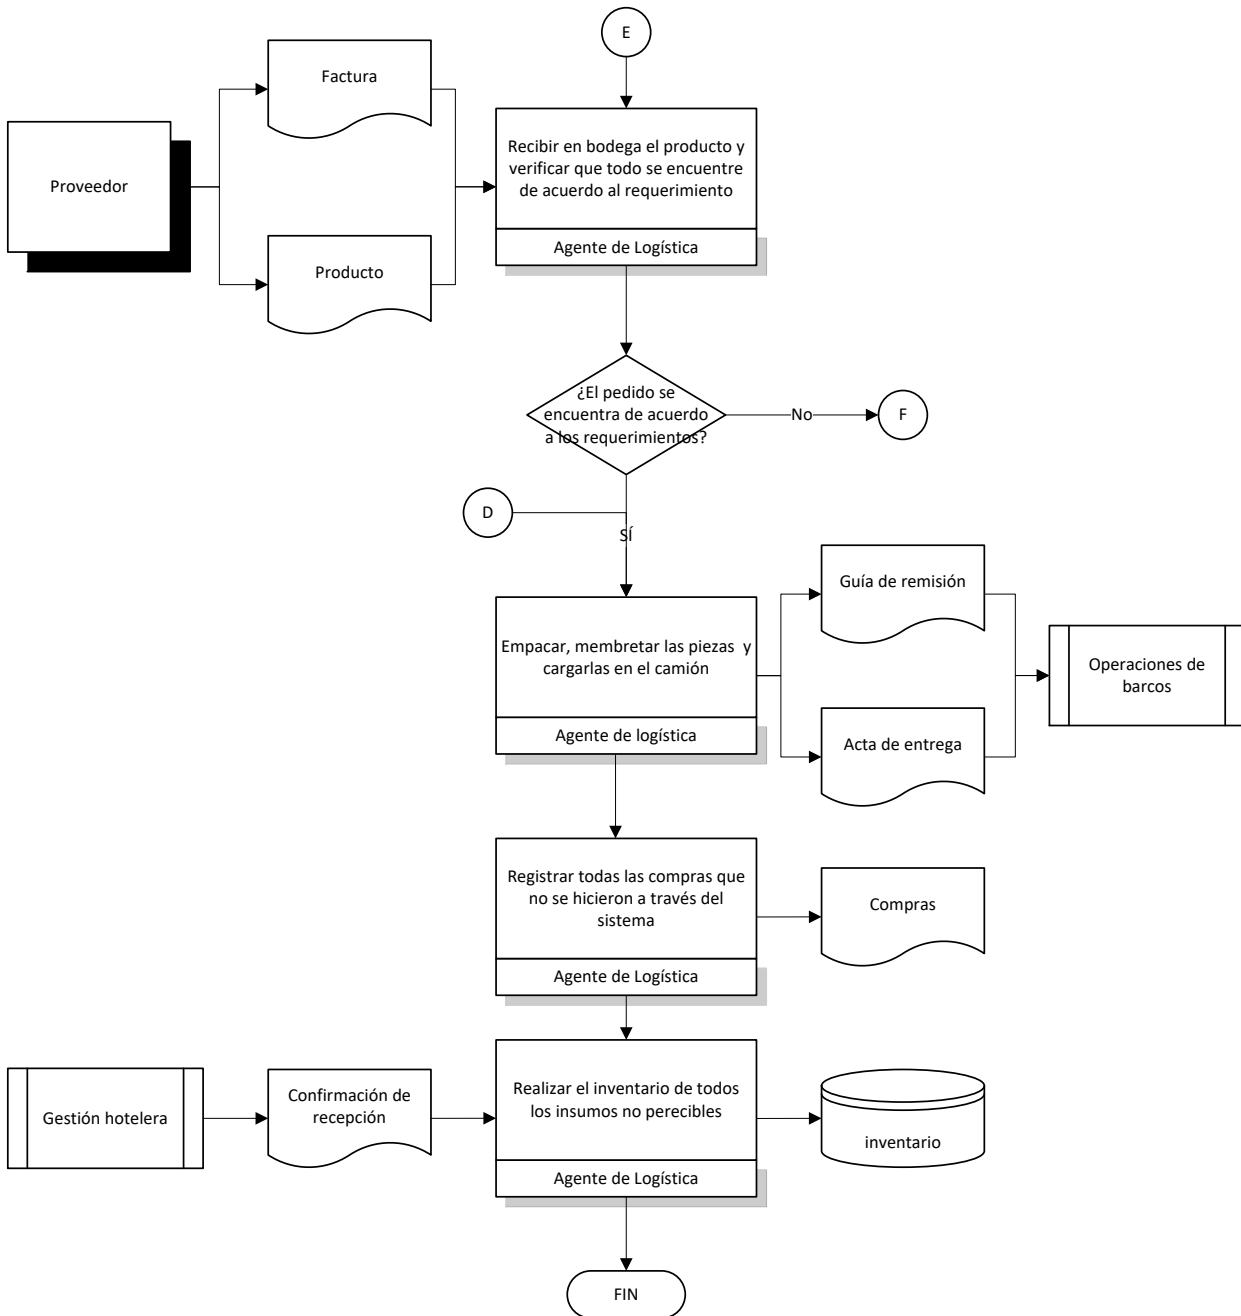 E
Factura
Proveedor
Recibir en bodega el producto y
verificar que todo se encuentre
de acuerdo al requerimiento
Agente de Logística
Producto
¿El pedido se
encuentra de acuerdo
a los requerimientos?
No
F
D
SÍ
Guía de remisión
Empacar, membretar las piezas  y
cargarlas en el camión
Agente de logística
Operaciones de
barcos
Acta de entrega
Registrar todas las compras que
no se hicieron a través del
sistema
Agente de Logística
Compras
Gestión hotelera
Confirmación de
recepción
Realizar el inventario de todos
los insumos no perecibles
Agente de Logística
inventario
FIN